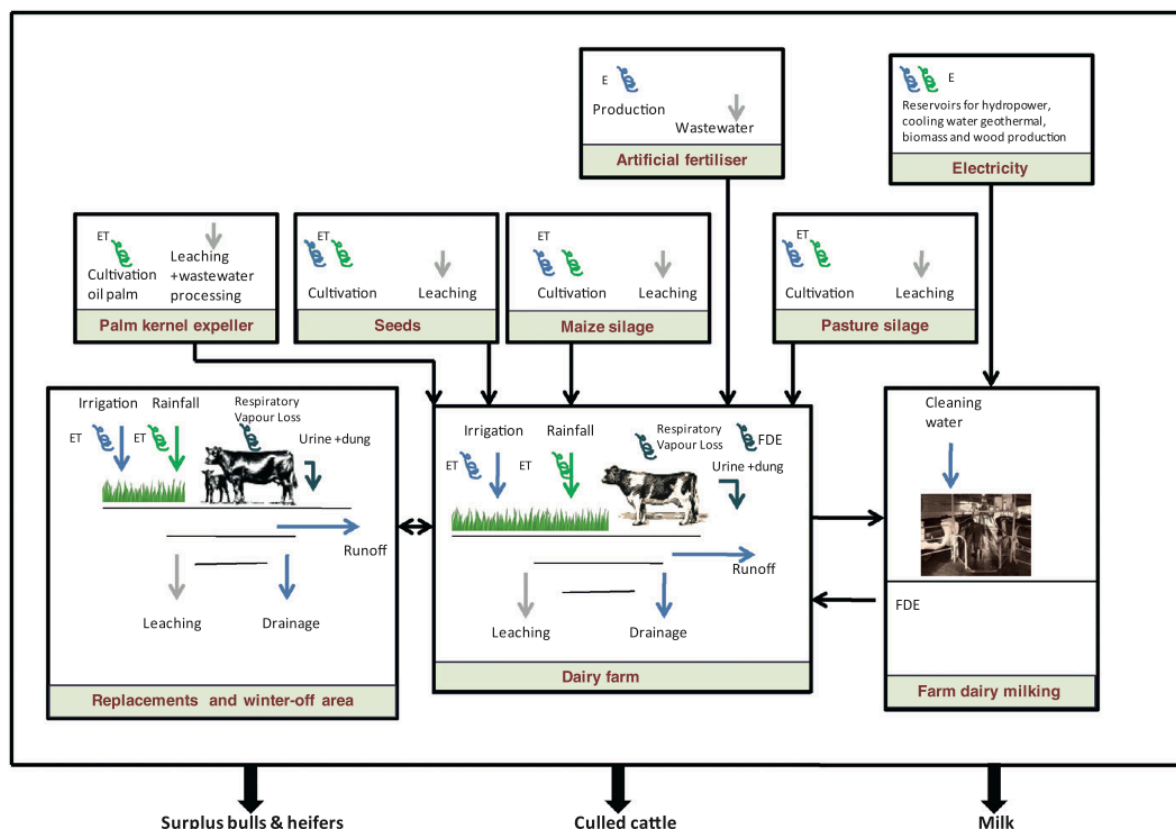 E
Production
Wastewater
Artificial fertiliser
E
Reservoirs for hydropower,
cooling water geothermal,
biomass and wood production
Electricity
ET
Cultivation
oil palm
Leaching
+wastewater
processing
Palm kernel expeller
ET
Cultivation
Leaching
Seeds
ET
Cultivation
Leaching
Maize silage
ET
Cultivation
Leaching
Pasture silage
Irrigation
Rainfall
Respiratory
Vapour Loss
ET
ET
Urine +dung
Runoff
Leaching
Drainage
Replacements and winter-off area
Irrigation
Rainfall
Respiratory
Vapour Loss
FDE
ET
ET
Urine +dung
Runoff
Leaching
Drainage
Dairy farm
Cleaning
water
FDE
Farm dairy milking
Surplus bulls & heifers
Culled cattle
Milk